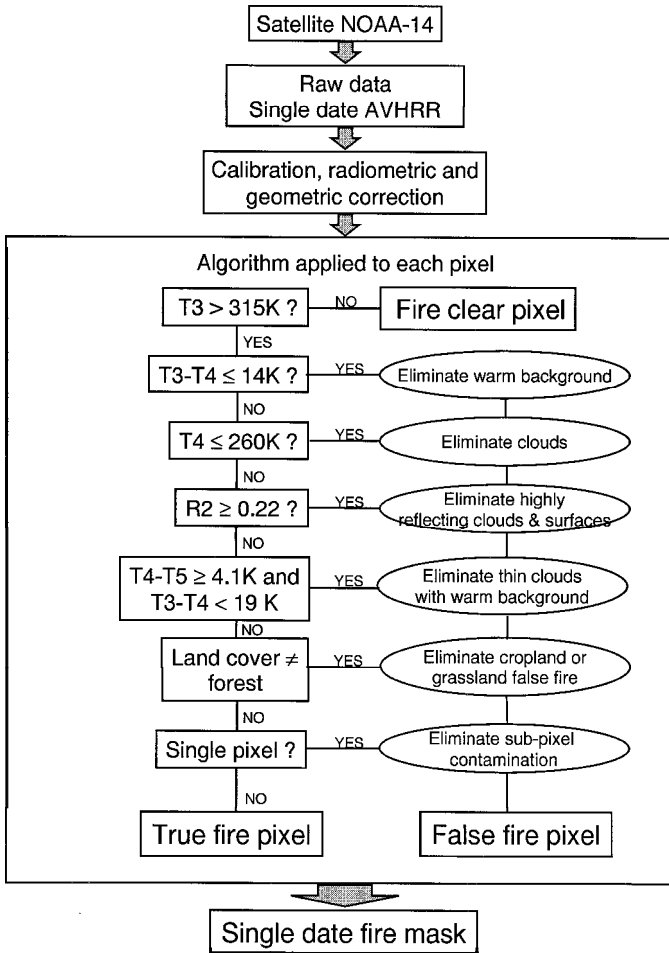 Satellite NOAA-14
Raw data
Single date AVHRR
Calibration, radiometric and
geometric correction
Algorithm applied to each pixel
T3 > 315K ?
NO
Fire clear pixel
YES
T3-T4 ≤ 14K ?
YES
Eliminate warm background
NO
T4 ≤ 260K ?
YES
Eliminate clouds
NO
R2 ≥ 0.22 ?
YES
Eliminate highly
reflecting clouds & surfaces
NO
T4-T5 ≥ 4.1K and
T3-T4 < 19 K
YES
Eliminate thin clouds
with warm background
NO
Land cover ≠
forest
YES
Eliminate cropland or
grassland false fire
NO
Single pixel ?
YES
Eliminate sub-pixel
contamination
NO
True fire pixel
False fire pixel
Single date fire mask